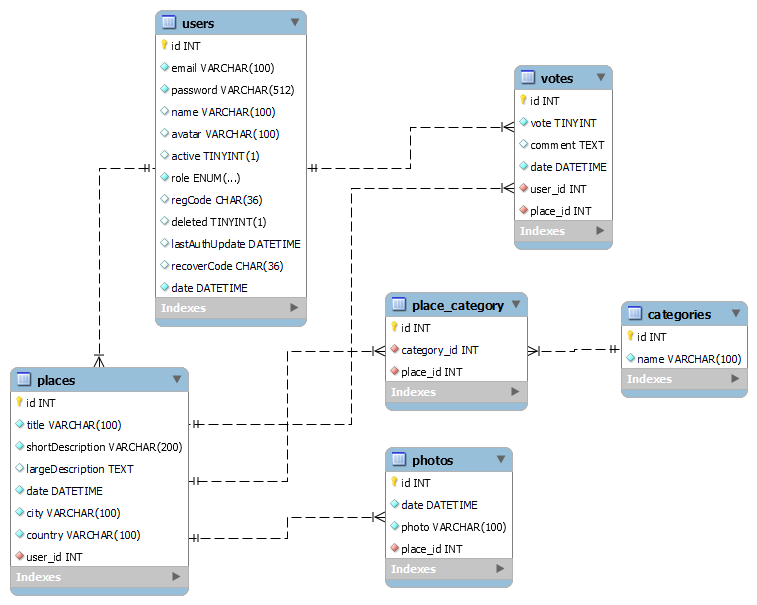 users
id INT
email VARCHAR(100)
password VARCHAR(512)
name VARCHAR(100)
avatar VARCHAR(100)
active TINYINT(1)
role ENUM(...)
regCode CHAR(36)
deleted TINYINT(1)
lastAuthUpdate DATETIME
recoverCode CHAR(36)
date DATETIME
Indexes
votes
id INT
vote TINYINT
comment TEXT
date DATETIME
user_id INT
place_id INT
Indexes
place_category
id INT
category_id INT
place_id INT
Indexes
categories
id INT
name VARCHAR(100)
Indexes
places
id INT
title VARCHAR(100)
shortDescription VARCHAR(200)
largeDescription TEXT
date DATETIME
city VARCHAR(100)
country VARCHAR(100)
user_id INT
Indexes
photos
id INT
date DATETIME
photo VARCHAR(100)
place_id INT
Indexes